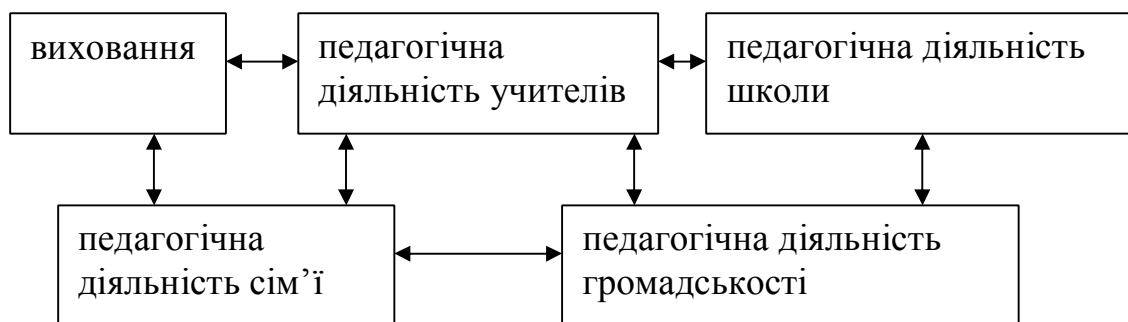 виховання
педагогічна
діяльність учителів
педагогічна діяльність
школи
педагогічна
діяльність сім’ї
педагогічна діяльність
громадськості